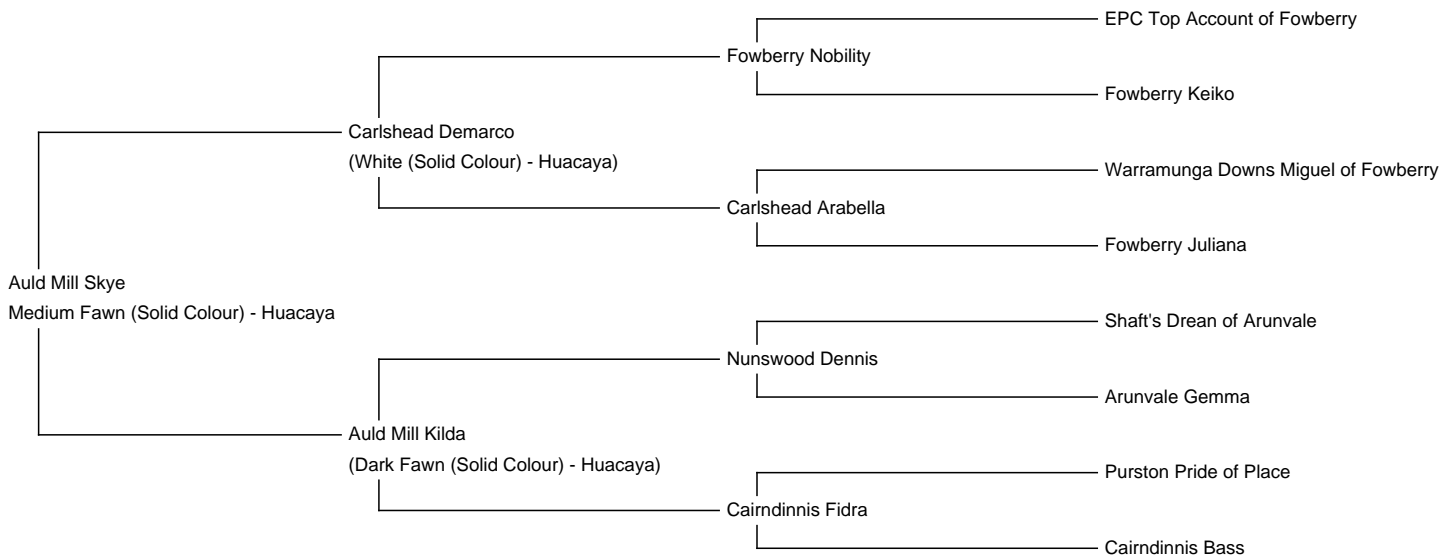 EPC Top Account of Fowberry
Fowberry Nobility
Fowberry Keiko
Carlshead Demarco
(White (Solid Colour) - Huacaya)
Warramunga Downs Miguel of Fowberry
Carlshead Arabella
Fowberry Juliana
Auld Mill Skye
Medium Fawn (Solid Colour) - Huacaya
Shaft's Drean of Arunvale
Nunswood Dennis
Arunvale Gemma
Auld Mill Kilda
(Dark Fawn (Solid Colour) - Huacaya)
Purston Pride of Place
Cairndinnis Fidra
Cairndinnis Bass